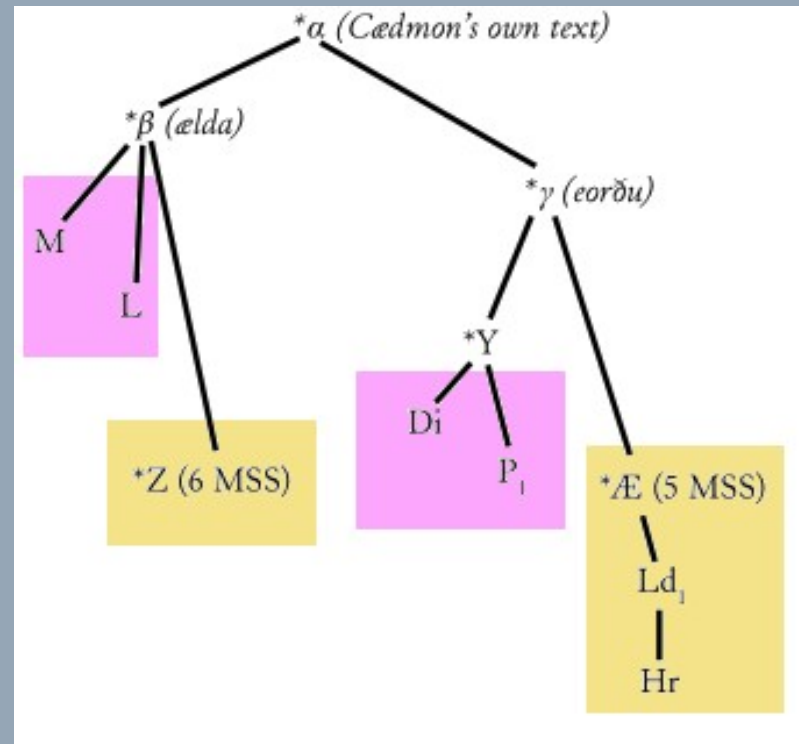 *α (Cædmon's own text)
*β (ælda)
*γ (eorðu)
M
L
*Y
Di
P₁
*Z (6 MSS)
*Æ (5 MSS)
Ld₁
Hr